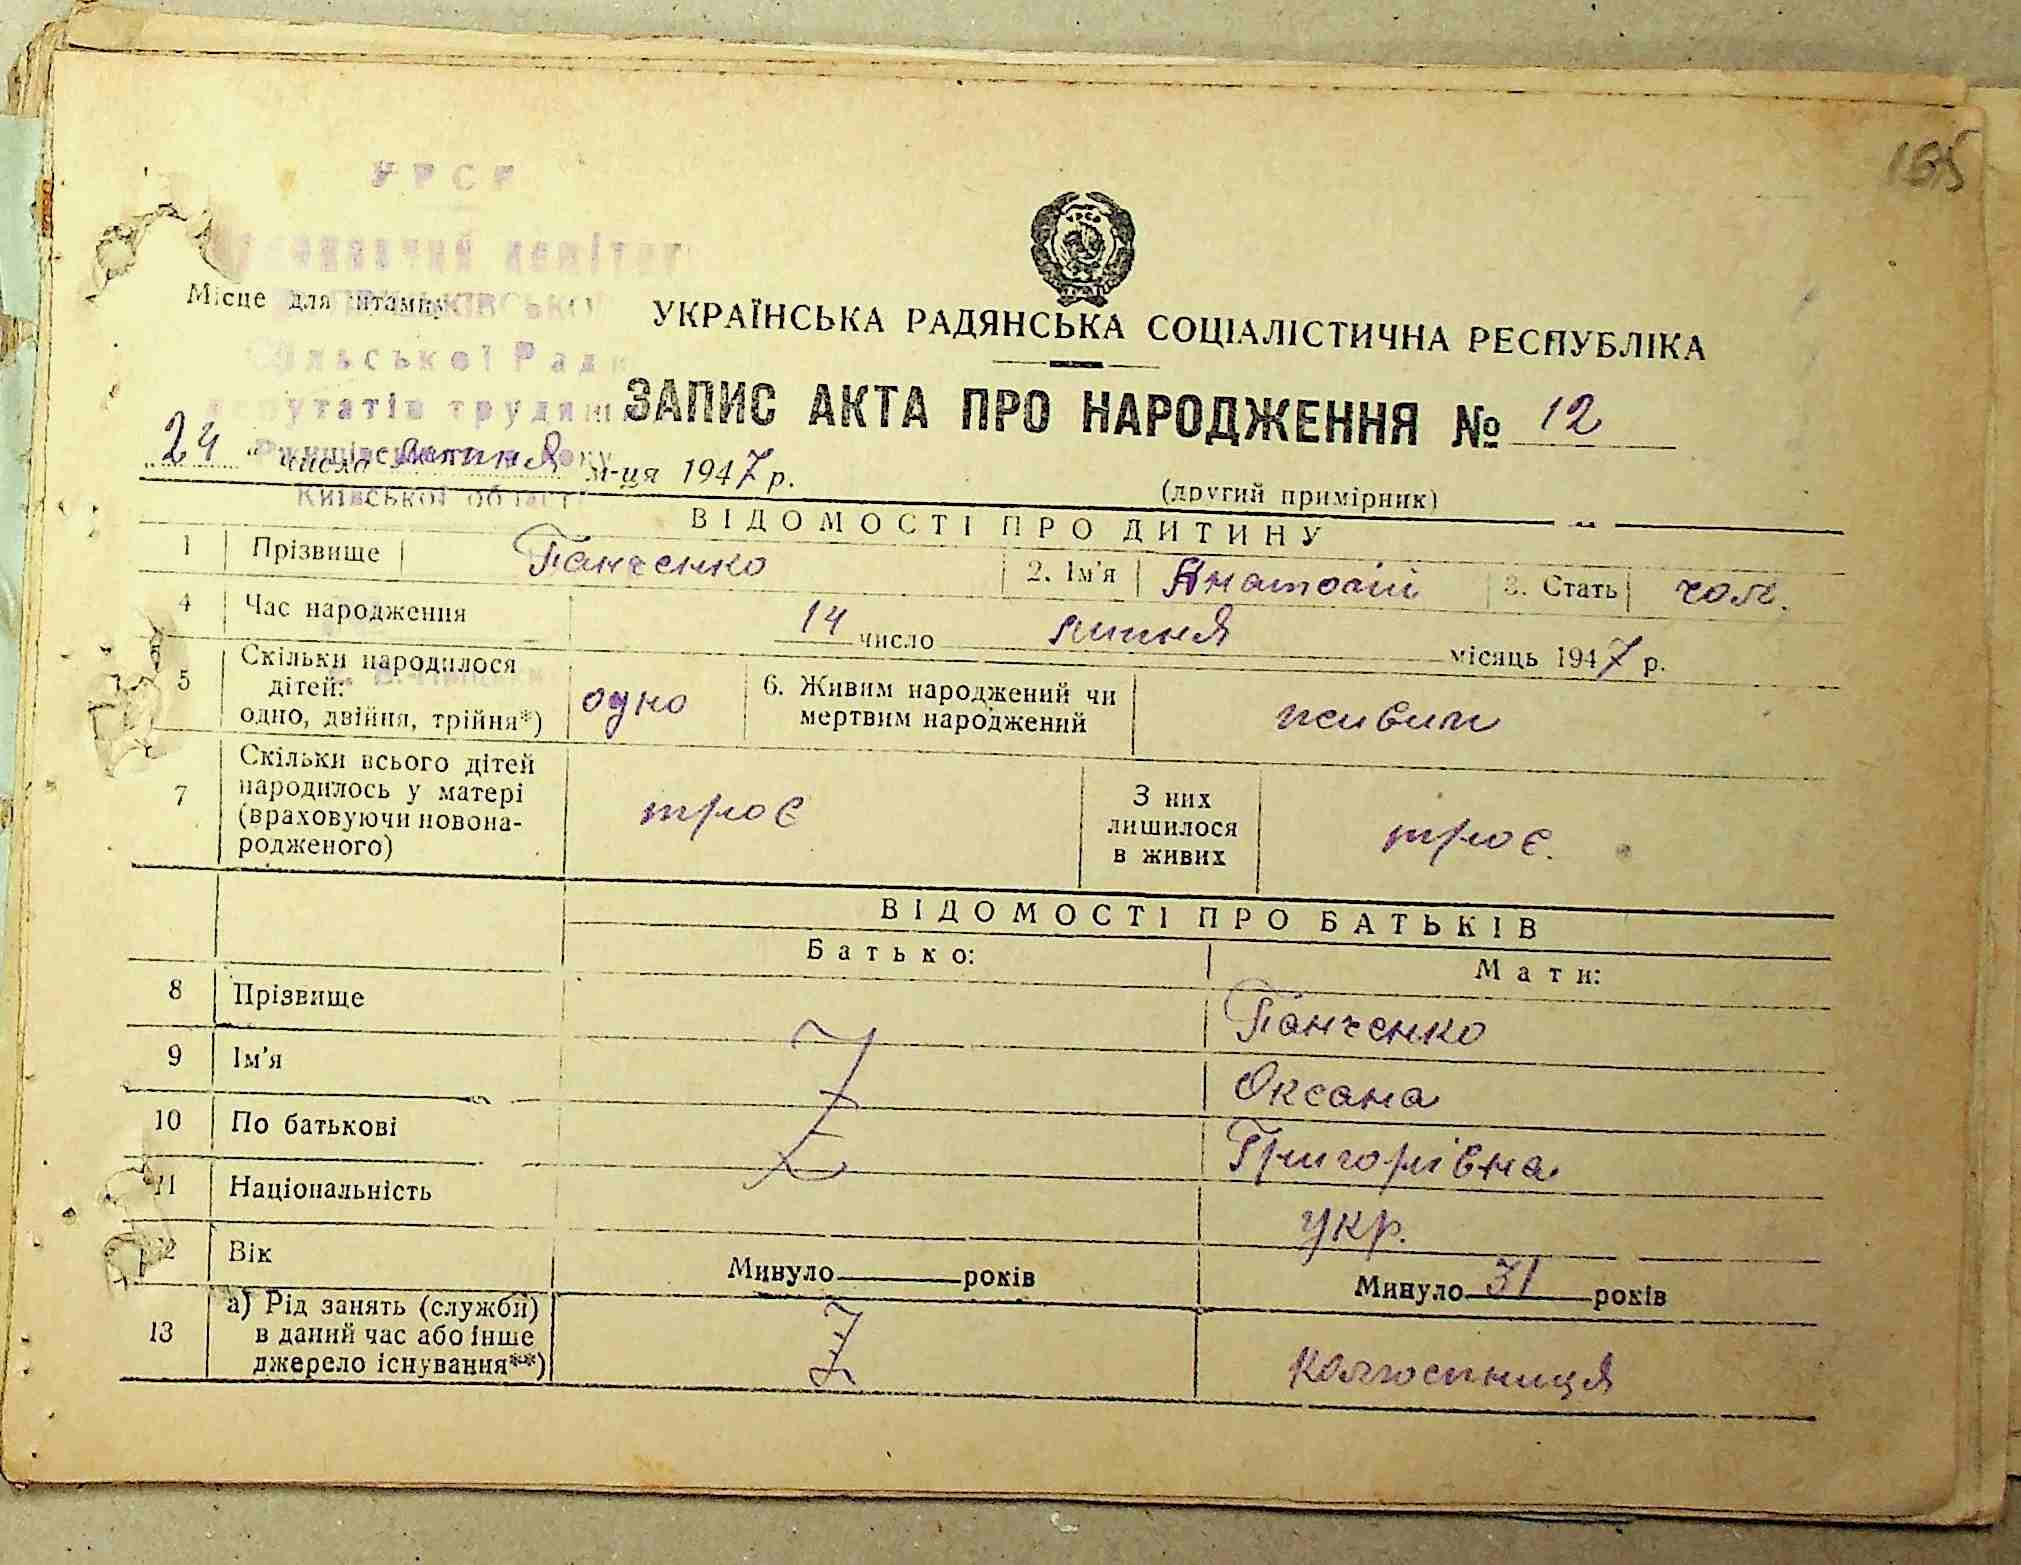 165
УРСР
Виконавчий комітет
Місце для штампу
УКРАЇНСЬКА РАДЯНСЬКА СОЦІАЛІСТИЧНА РЕСПУБЛІКА
Сільської Ради
депутатів трудящих
ЗАПИС АКТА ПРО НАРОДЖЕННЯ № 12
"24" числа липня м-ця 1947 р.
Київської області
(другий примірник)
ВІДОМОСТІ ПРО ДИТИНУ
1 Прізвище Панченко 2. Ім'я Анатолій 3. Стать чол.
4 Час народження 14 число липня місяць 1947 р.
5 Скільки народилося дітей: одно, двійня, трійня*) одно 6. Живим народжений чи мертвим народжений живим
7 Скільки всього дітей народилось у матері (враховуючи новона-родженого) троє З них лишилося в живих троє.
ВІДОМОСТІ ПРО БАТЬКІВ
Батько: Мати:
8 Прізвище Панченко
9 Ім'я Оксана
10 По батькові Григорівна
11 Національність укр.
12 Вік Минуло років Минуло 31 років
13 а) Рід занять (служби) в даний час або інше джерело існування**) колгоспниця